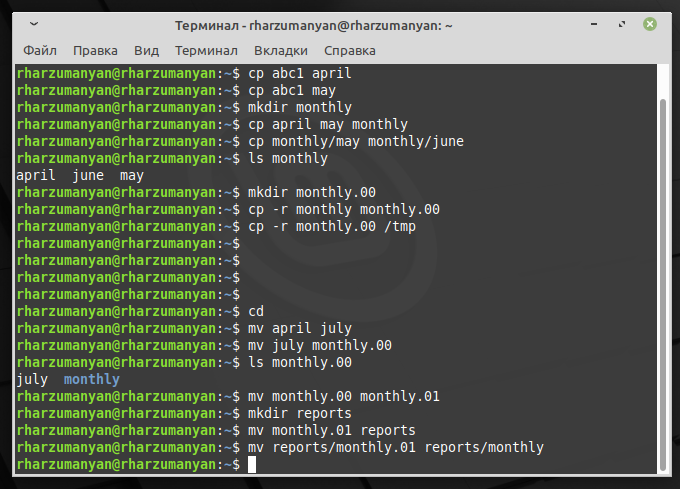 Терминал - rharzumanyan@rharzumanyan: ~
Файл Правка Вид Терминал Вкладки Справка
rharzumanyan@rharzumanyan:~$ cp abc1 april
rharzumanyan@rharzumanyan:~$ cp abc1 may
rharzumanyan@rharzumanyan:~$ mkdir monthly
rharzumanyan@rharzumanyan:~$ cp april may monthly
rharzumanyan@rharzumanyan:~$ cp monthly/may monthly/june
rharzumanyan@rharzumanyan:~$ ls monthly
april  june  may
rharzumanyan@rharzumanyan:~$ mkdir monthly.00
rharzumanyan@rharzumanyan:~$ cp -r monthly monthly.00
rharzumanyan@rharzumanyan:~$ cp -r monthly.00 /tmp
rharzumanyan@rharzumanyan:~$
rharzumanyan@rharzumanyan:~$
rharzumanyan@rharzumanyan:~$
rharzumanyan@rharzumanyan:~$
rharzumanyan@rharzumanyan:~$ cd
rharzumanyan@rharzumanyan:~$ mv april july
rharzumanyan@rharzumanyan:~$ mv july monthly.00
rharzumanyan@rharzumanyan:~$ ls monthly.00
july  monthly
rharzumanyan@rharzumanyan:~$ mv monthly.00 monthly.01
rharzumanyan@rharzumanyan:~$ mkdir reports
rharzumanyan@rharzumanyan:~$ mv monthly.01 reports
rharzumanyan@rharzumanyan:~$ mv reports/monthly.01 reports/monthly
rharzumanyan@rharzumanyan:~$